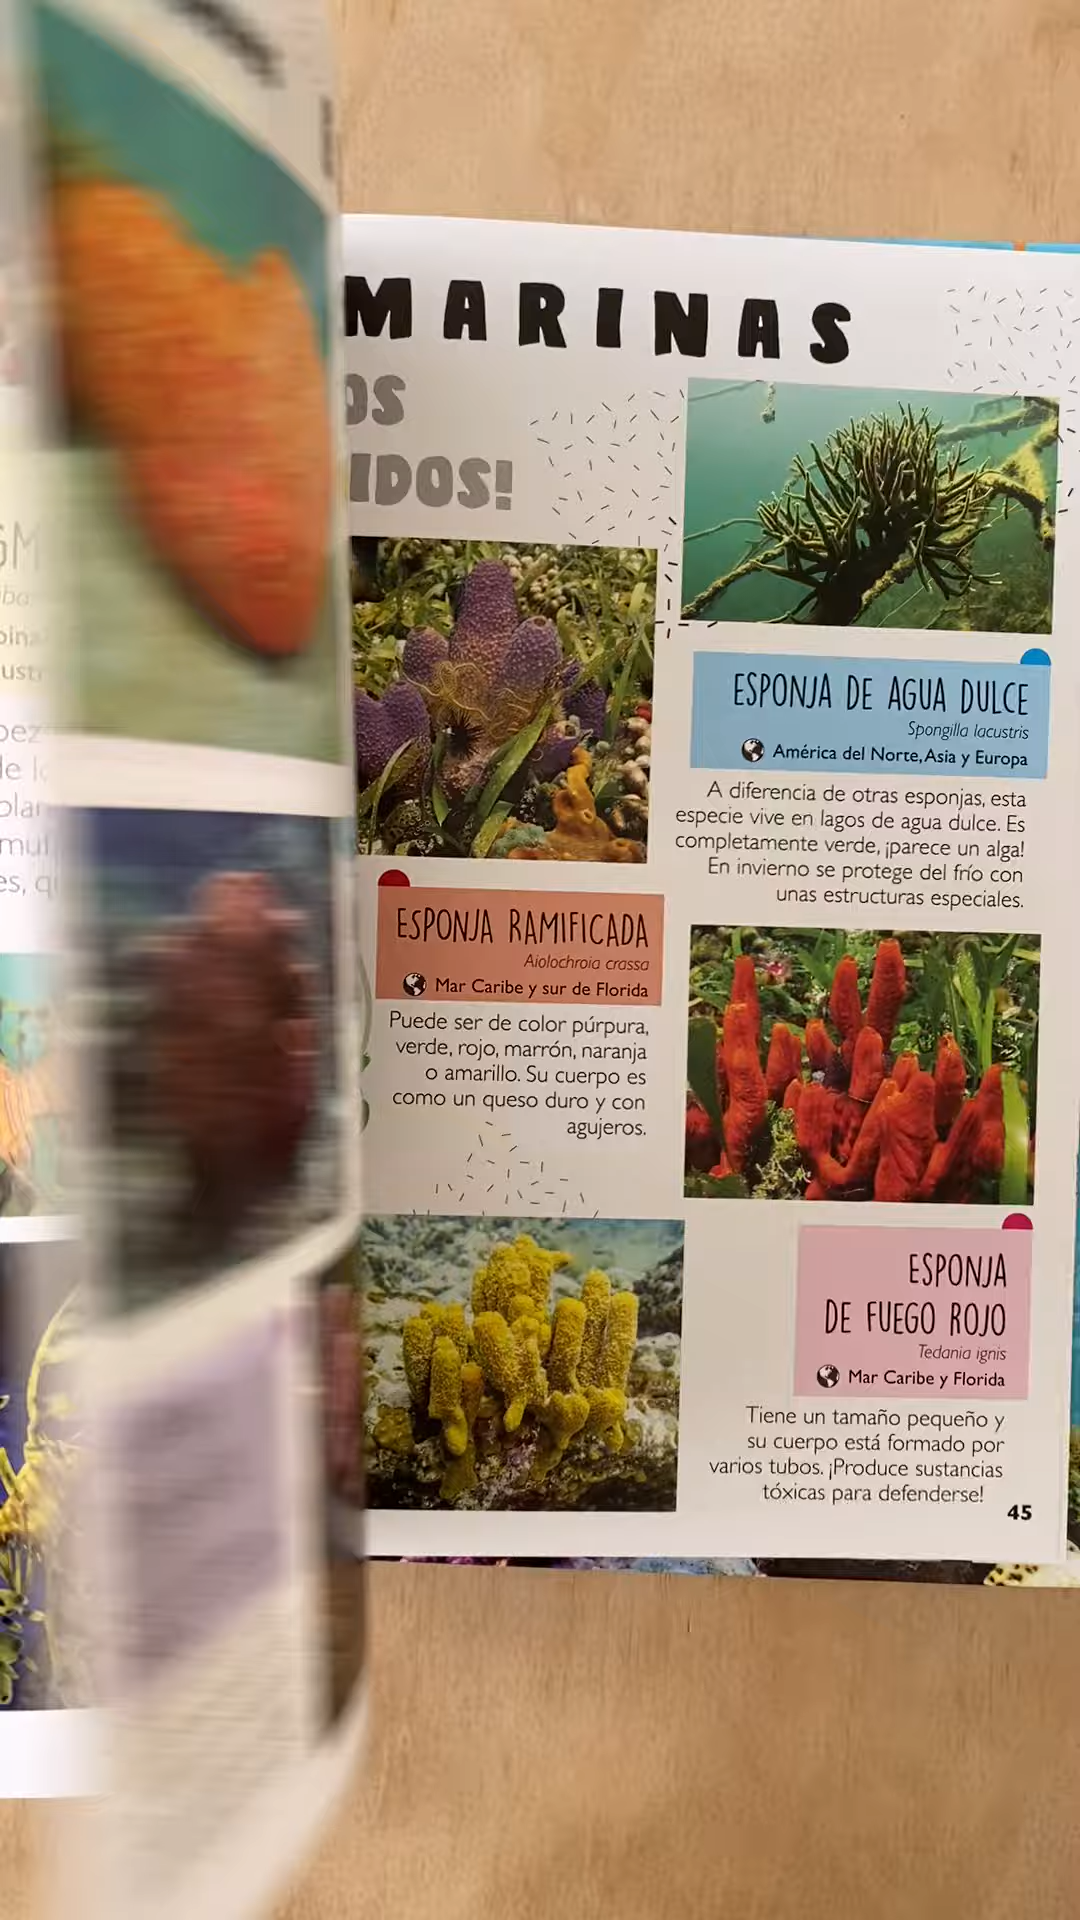 MARINAS
ESPONJA DE AGUA DULCE
Spongilla lacustris
América del Norte, Asia y Europa
A diferencia de otras esponjas, esta
especie vive en lagos de agua dulce. Es
completamente verde, ¡parece un alga!
En invierno se protege del frío con
unas estructuras especiales.
ESPONJA RAMIFICADA
Aiolochroia crassa
Mar Caribe y sur de Florida
Puede ser de color púrpura,
verde, rojo, marrón, naranja
o amarillo. Su cuerpo es
como un queso duro y con
agujeros.
ESPONJA
DE FUEGO ROJO
Tedania ignis
Mar Caribe y Florida
Tiene un tamaño pequeño y
su cuerpo está formado por
varios tubos. ¡Produce sustancias
tóxicas para defenderse!
45